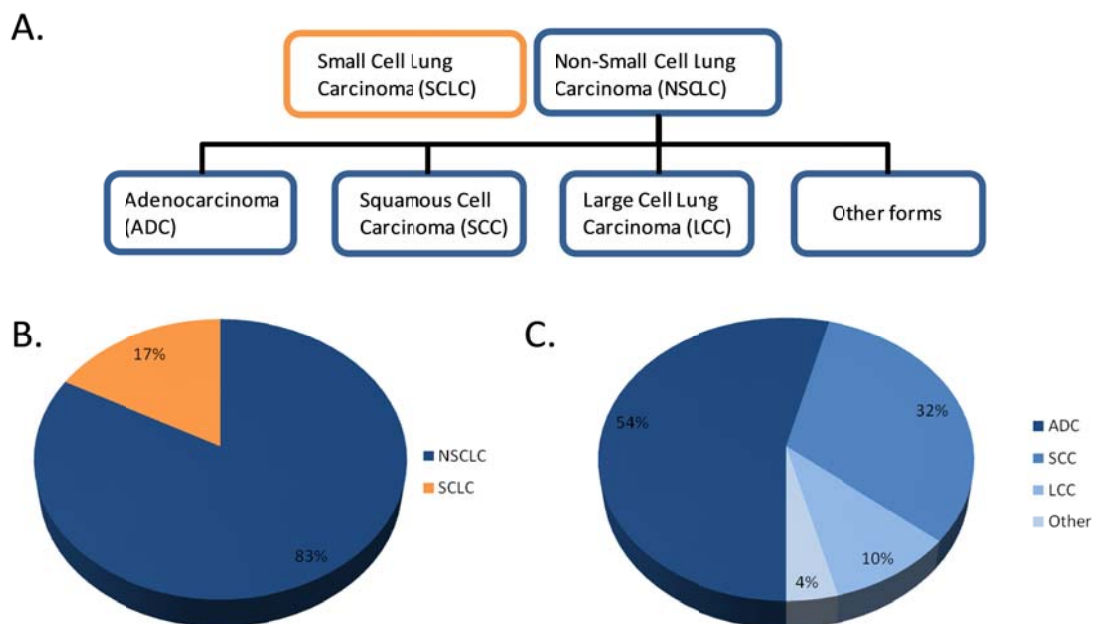 A.
Small Cell Lung
Carcinoma (SCLC)
Non-Small Cell Lung
Carcinoma (NSCLC)
Adenocarcinoma
(ADC)
Squamous Cell
Carcinoma (SCC)
Large Cell Lung
Carcinoma (LCC)
Other forms
B.
17%
83%
NSCLC
SCLC
C.
54%
32%
10%
4%
ADC
SCC
LCC
Other